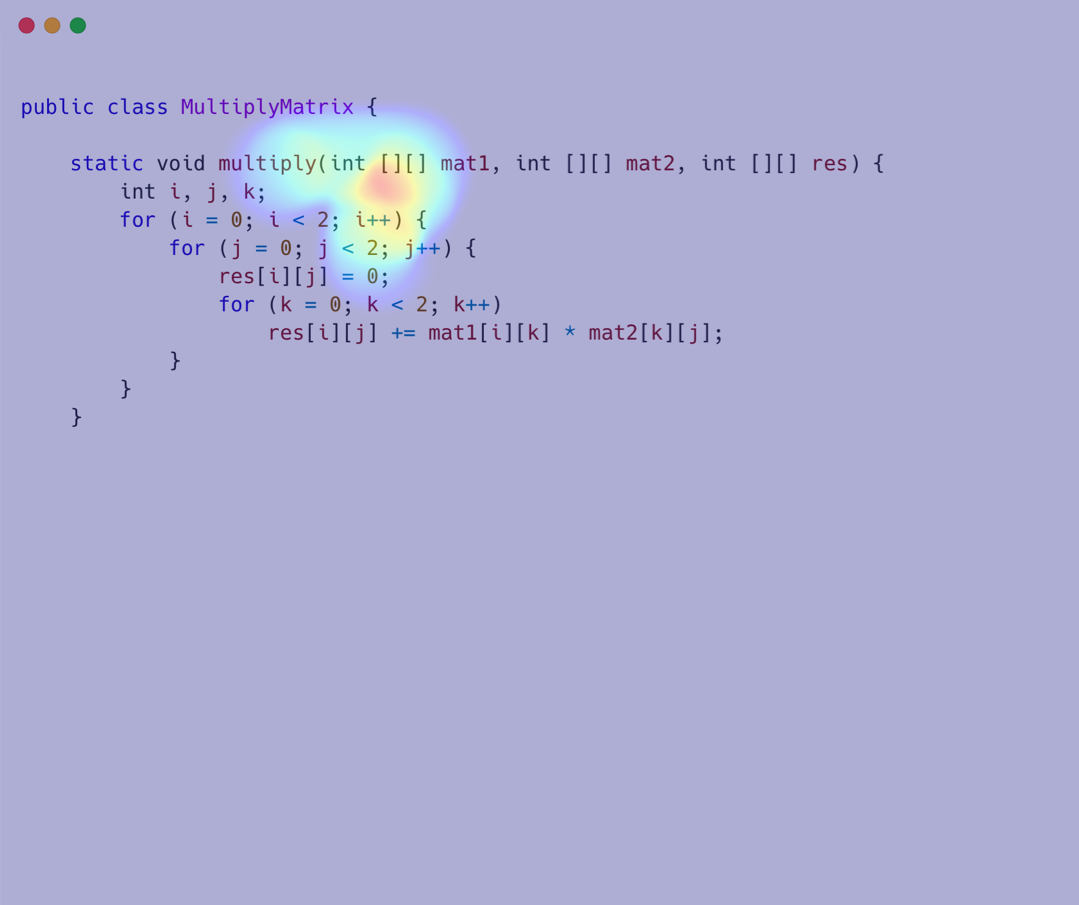 public class MultiplyMatrix {
static void multiply(int [][] mat1, int [][] mat2, int [][] res) {
int i, j, k;
for (i = 0; i < 2; i++) {
for (j = 0; j < 2; j++) {
res[i][j] = 0;
for (k = 0; k < 2; k++)
res[i][j] += mat1[i][k] * mat2[k][j];
}
}
}